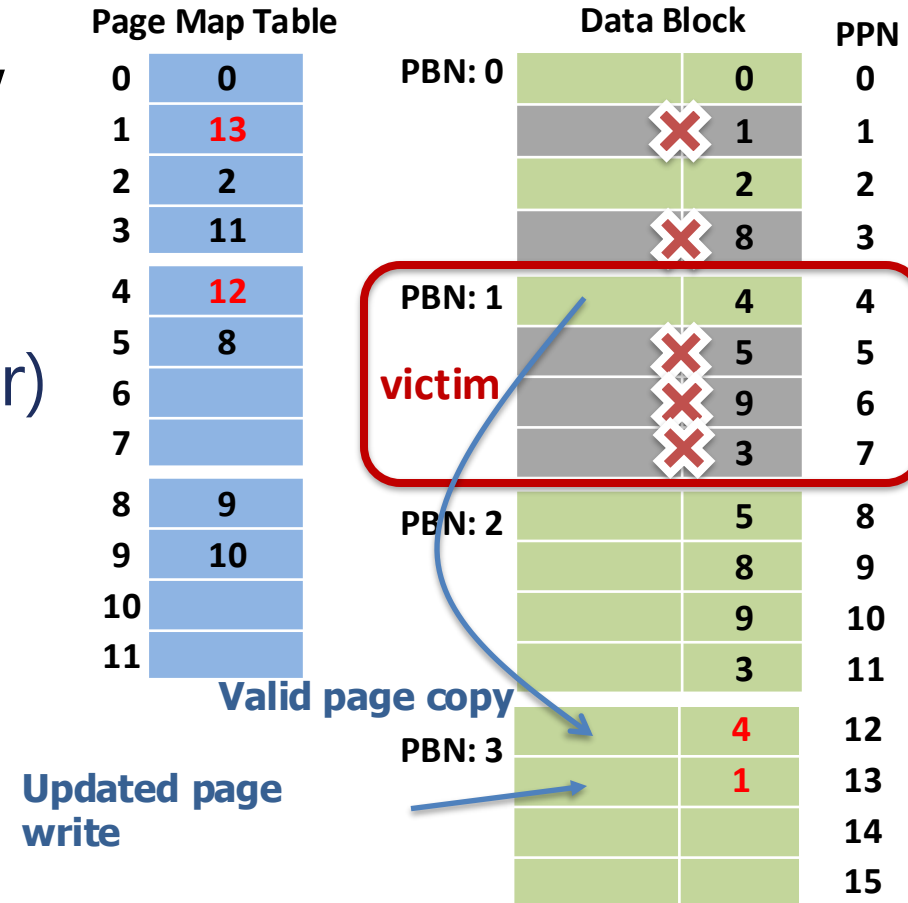 Page Map Table Data Block PPN
y
0 0 PBN: 0 0 0
1 13 1 1
2 2 2 2
3 11 8 3
4 12 PBN: 1 4 4
5 8 5 5
r)
6 victim 9 6
7 3 7
8 9 PBN: 2 5 8
9 10 8 9
10 9 10
11 3 11
Valid page copy
PBN: 3 4 12
Updated page 1 13
write 14
15